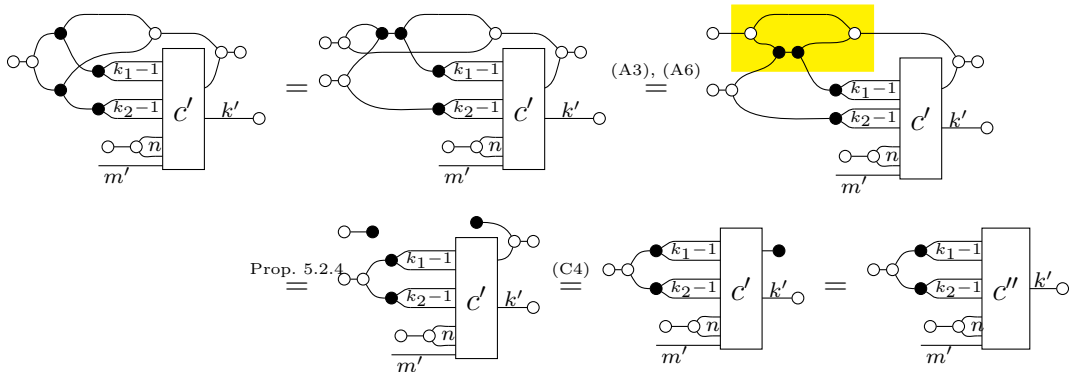 k₁−1 k₂−1 c′ k′ n m′
=
k₁−1 k₂−1 c′ k′ n m′
(A3), (A6)
=
k₁−1 k₂−1 c′ k′ n m′
Prop. 5.2.4
=
k₁−1 k₂−1 c′ k′ n m′
(C4)
=
k₁−1 k₂−1 c′ k′ n m′
=
k₁−1 k₂−1 c′′ k′ n m′